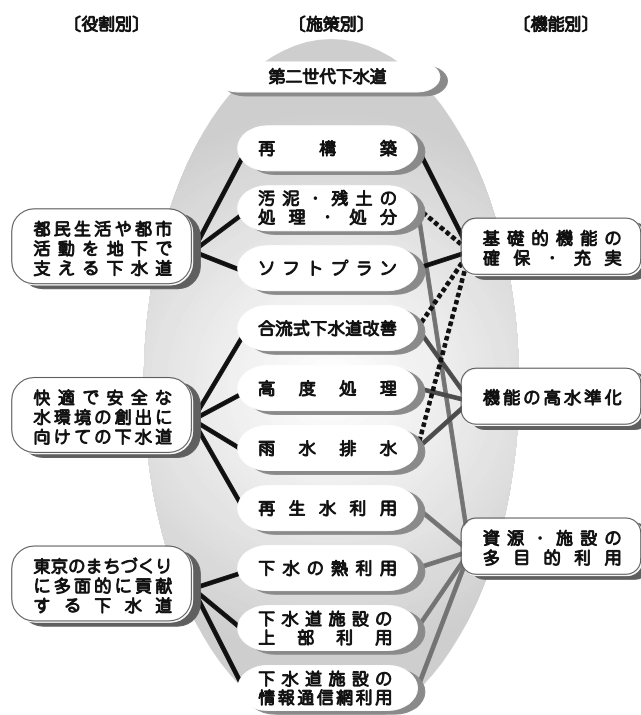 〔役割別〕
〔施策別〕
〔機能別〕
第二世代下水道
都民生活や都市
活動を地下で
支える下水道
快適で安全な
水環境の創出に
向けての下水道
東京のまちづくり
に多面的に貢献
する下水道
再構築
汚泥・残土の
処理・処分
ソフトプラン
合流式下水道改善
高度処理
雨水排水
再生水利用
下水の熱利用
下水道施設の
上部利用
下水道施設の
情報通信網利用
基礎的機能の
確保・充実
機能の高水準化
資源・施設の
多目的利用